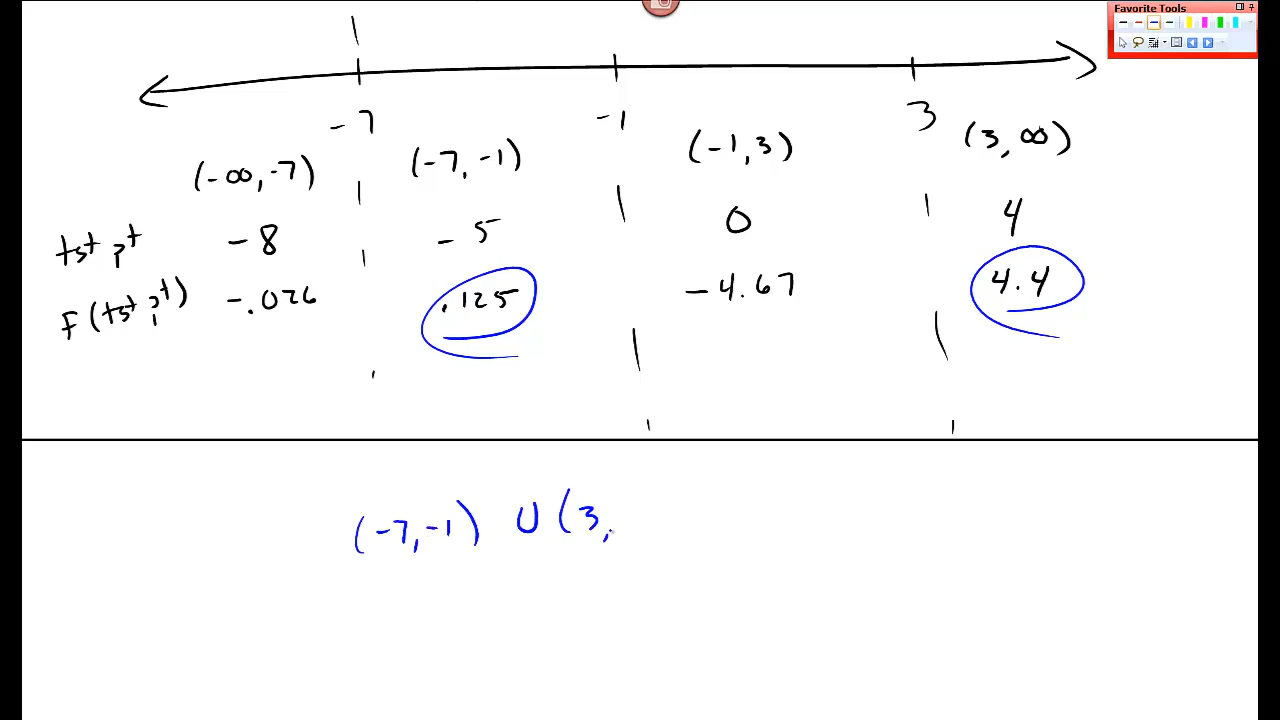 Favorite Tools
-7 -1 3
(-∞,-7) (-7,-1) (-1,3) (3,∞)
tst pt -8 -5 0 4
F(tst pt) -.026 .125 -4.67 4.4
(-7,-1) ∪ (3,